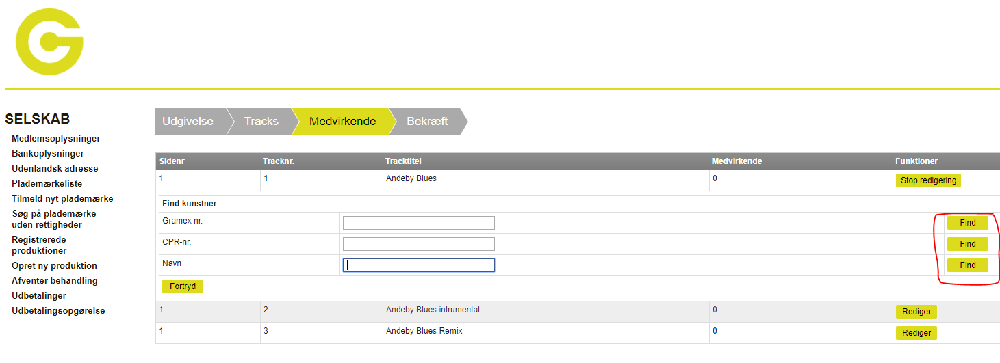 SELSKAB
Medlemsoplysninger
Bankoplysninger
Udenlandsk adresse
Plademærkeliste
Tilmeld nyt plademærke
Søg på plademærke
uden rettigheder
Registrerede
produktioner
Opret ny produktion
Afventer behandling
Udbetalinger
Udbetalingsopgørelse
Udgivelse Tracks Medvirkende Bekræft
Sidenr Tracknr. Tracktitel Medvirkende Funktioner
1 1 Andeby Blues 0 Stop redigering
Find kunstner
Gramex nr. Find
CPR-nr. Find
Navn Find
Fortryd
1 2 Andeby Blues intrumental 0 Rediger
1 3 Andeby Blues Remix 0 Rediger